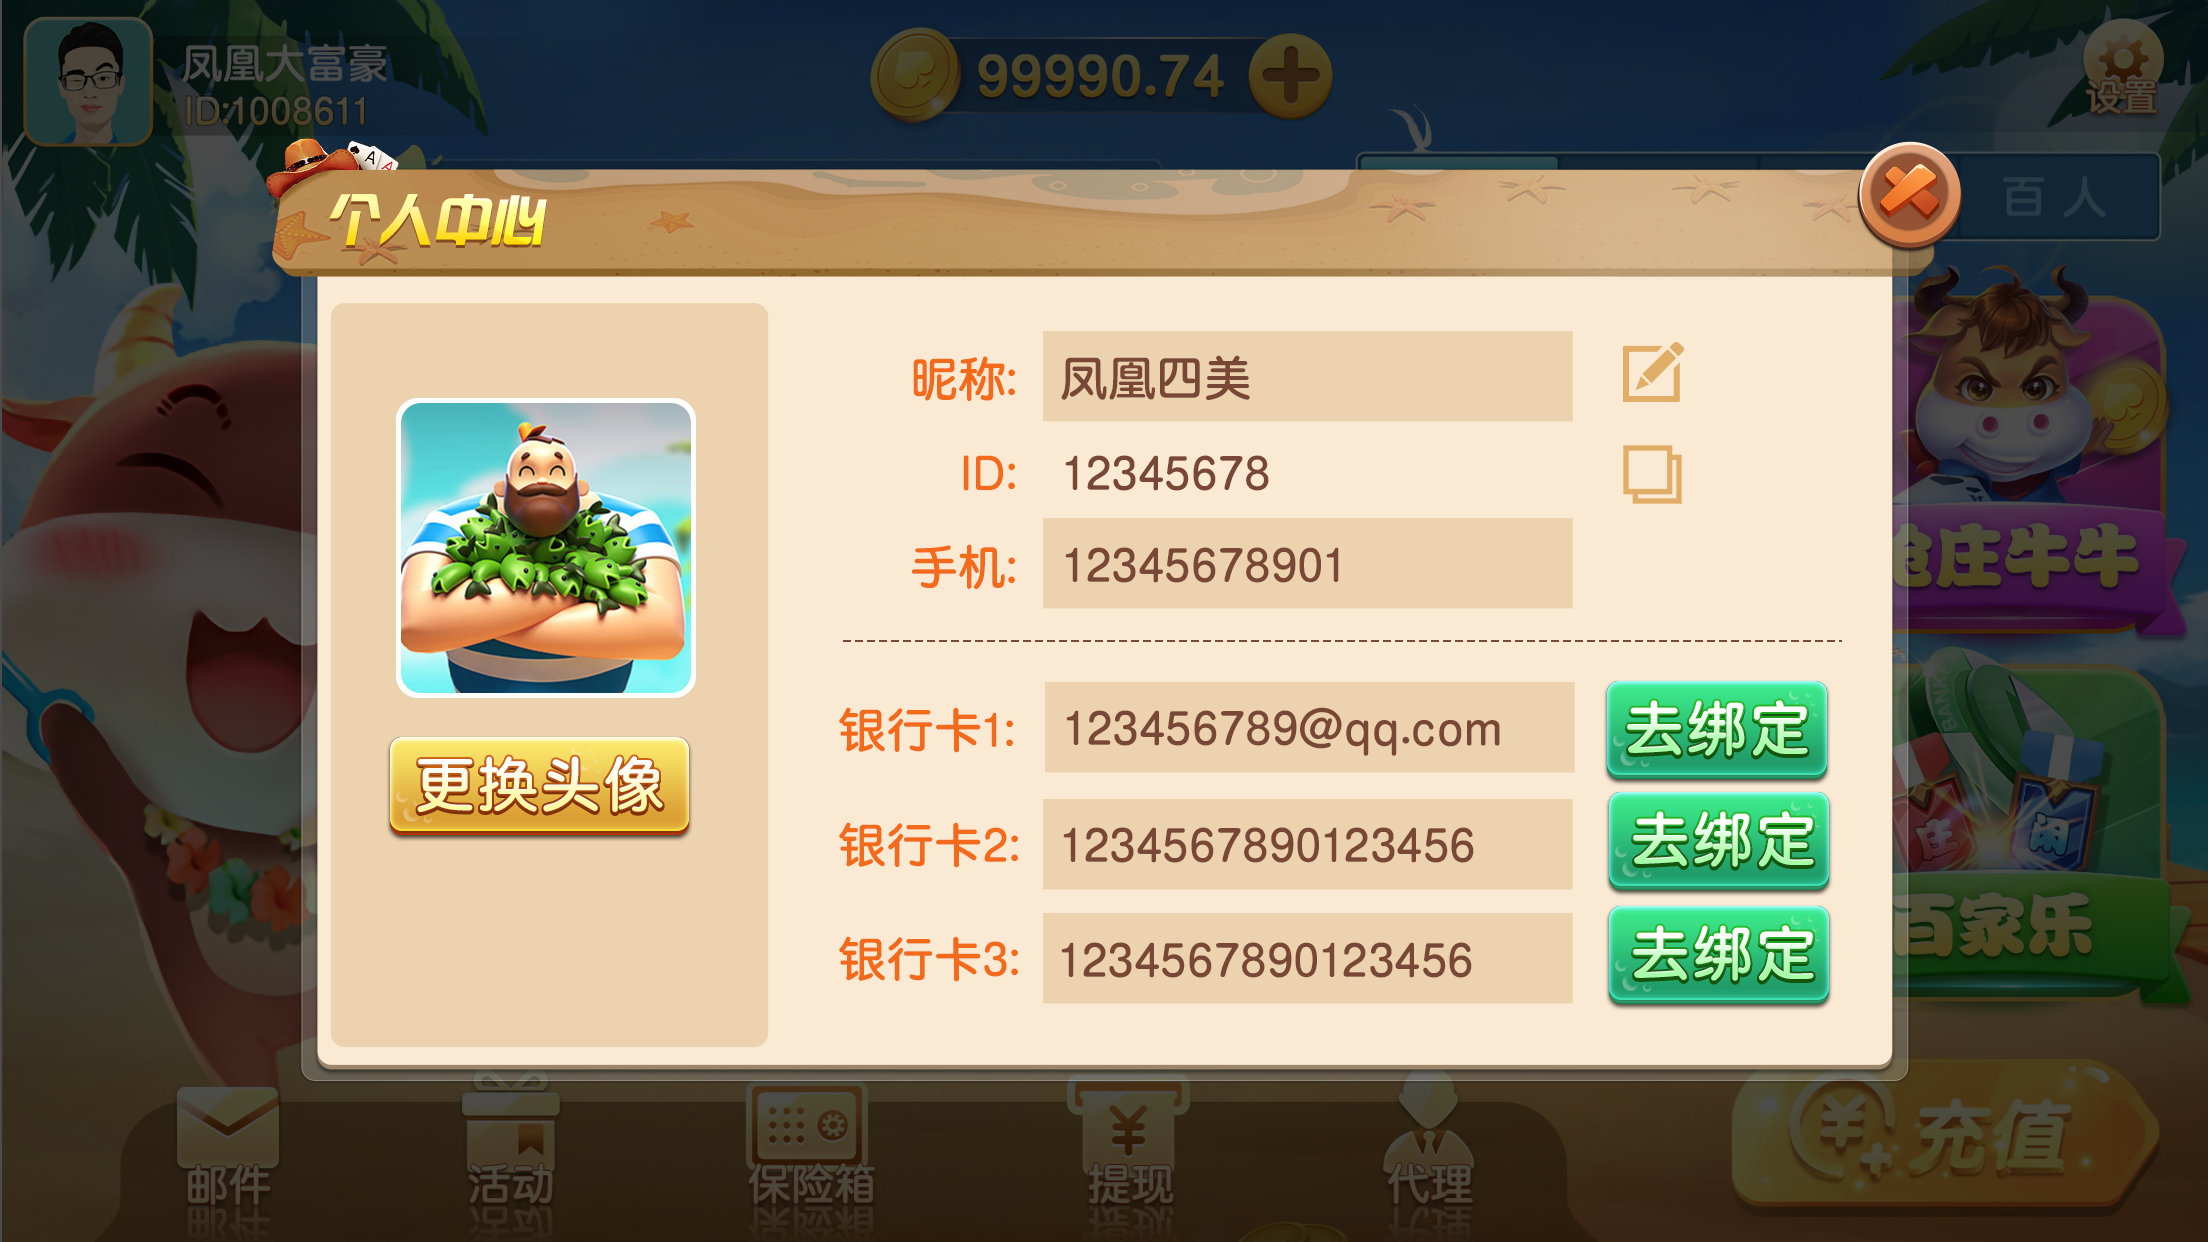 凤凰大富豪
ID:1008611
99990.74
设置
百人
个人中心
昵称: 凤凰四美
ID: 12345678
手机: 12345678901
更换头像
银行卡1: 123456789@qq.com 去绑定
银行卡2: 1234567890123456 去绑定
银行卡3: 1234567890123456 去绑定
抢庄牛牛
BANK
庄
闲
百家乐
邮件
活动
保险箱
提现
代理
充值